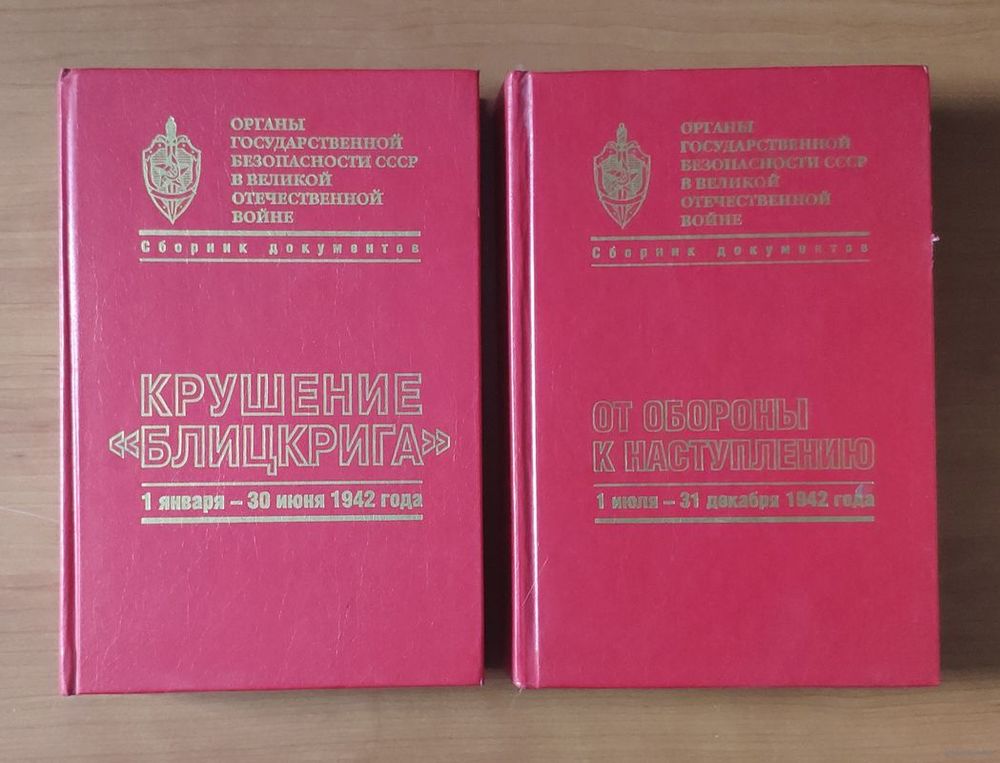 ОРГАНЫ
ГОСУДАРСТВЕННОЙ
БЕЗОПАСНОСТИ СССР
В ВЕЛИКОЙ
ОТЕЧЕСТВЕННОЙ
ВОЙНЕ
Сборник документов
КРУШЕНИЕ
«БЛИЦКРИГА»
1 января – 30 июня 1942 года
ОРГАНЫ
ГОСУДАРСТВЕННОЙ
БЕЗОПАСНОСТИ СССР
В ВЕЛИКОЙ
ОТЕЧЕСТВЕННОЙ
ВОЙНЕ
Сборник документов
ОТ ОБОРОНЫ
К НАСТУПЛЕНИЮ
1 июля – 31 декабря 1942 года